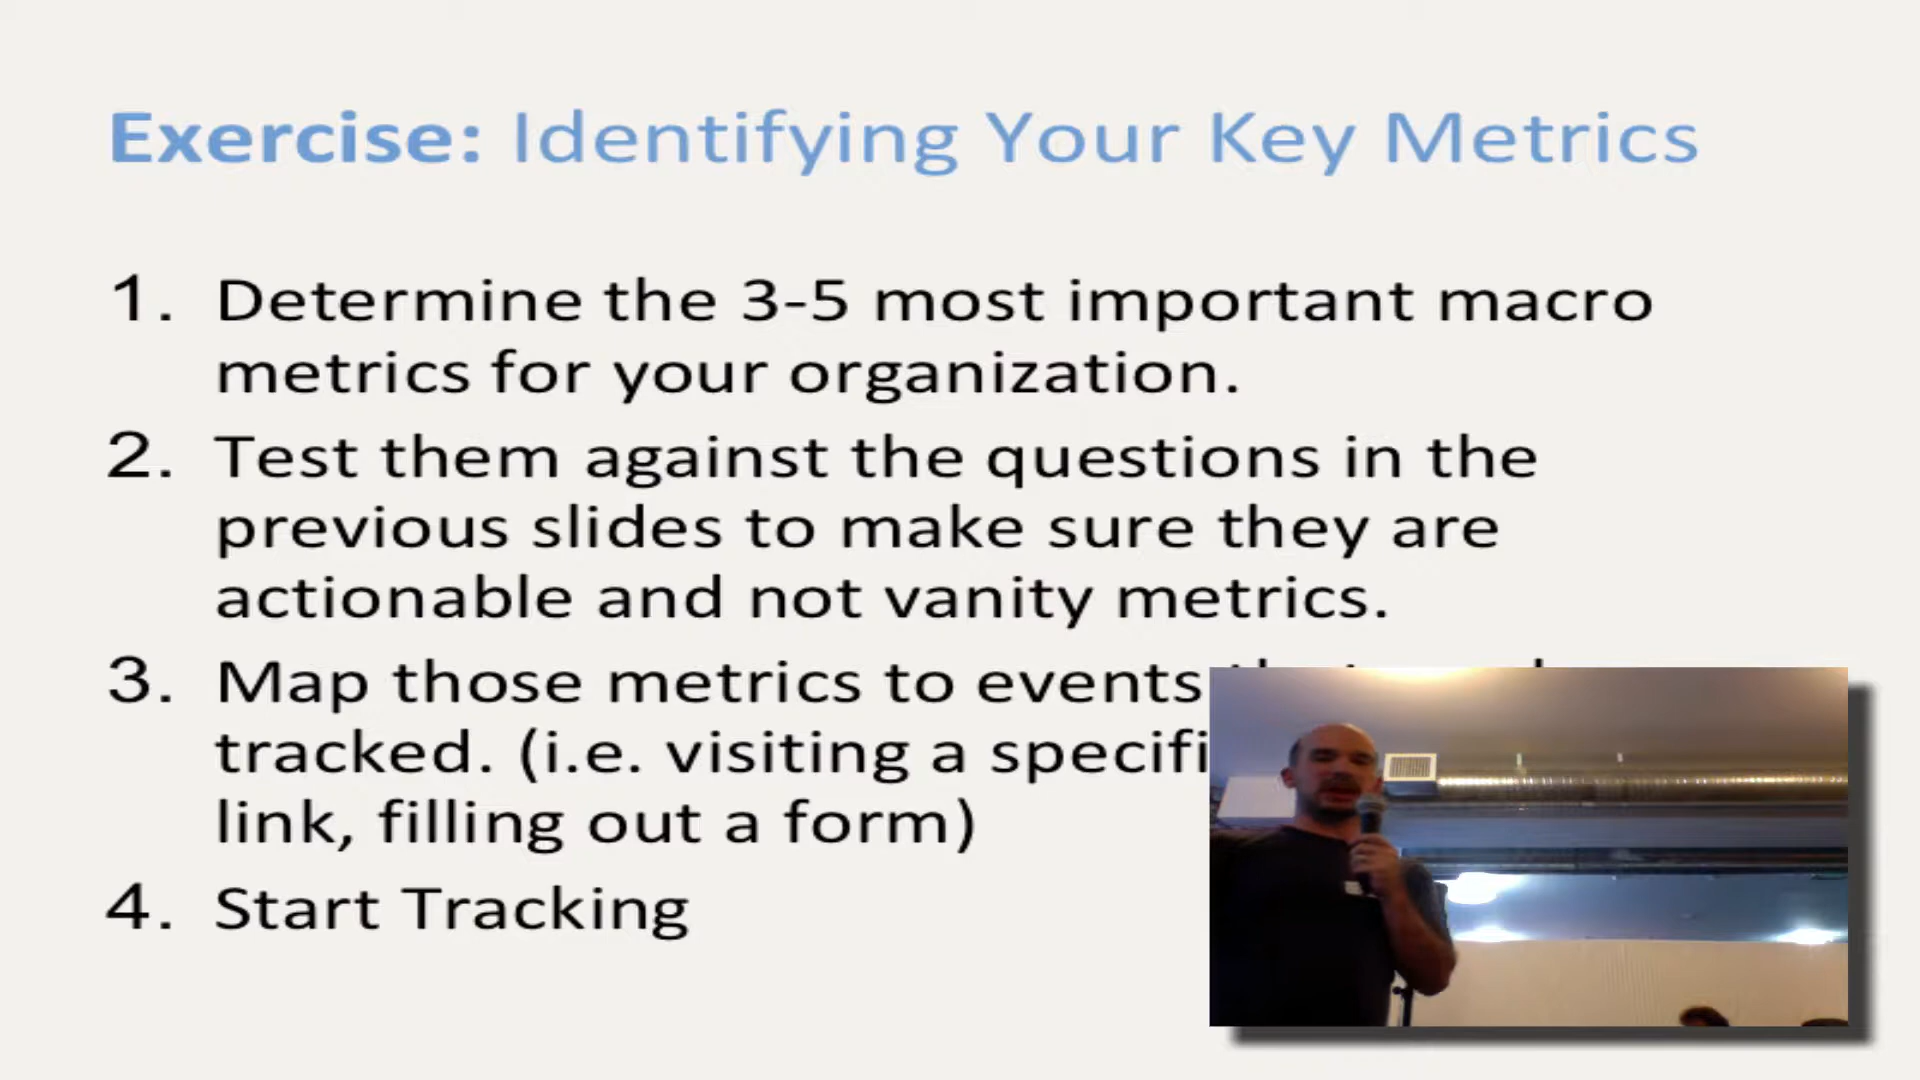 Exercise: Identifying Your Key Metrics
1. Determine the 3-5 most important macro
metrics for your organization.
2. Test them against the questions in the
previous slides to make sure they are
actionable and not vanity metrics.
3. Map those metrics to events
tracked. (i.e. visiting a
link, filling out a form)
4. Start Tracking